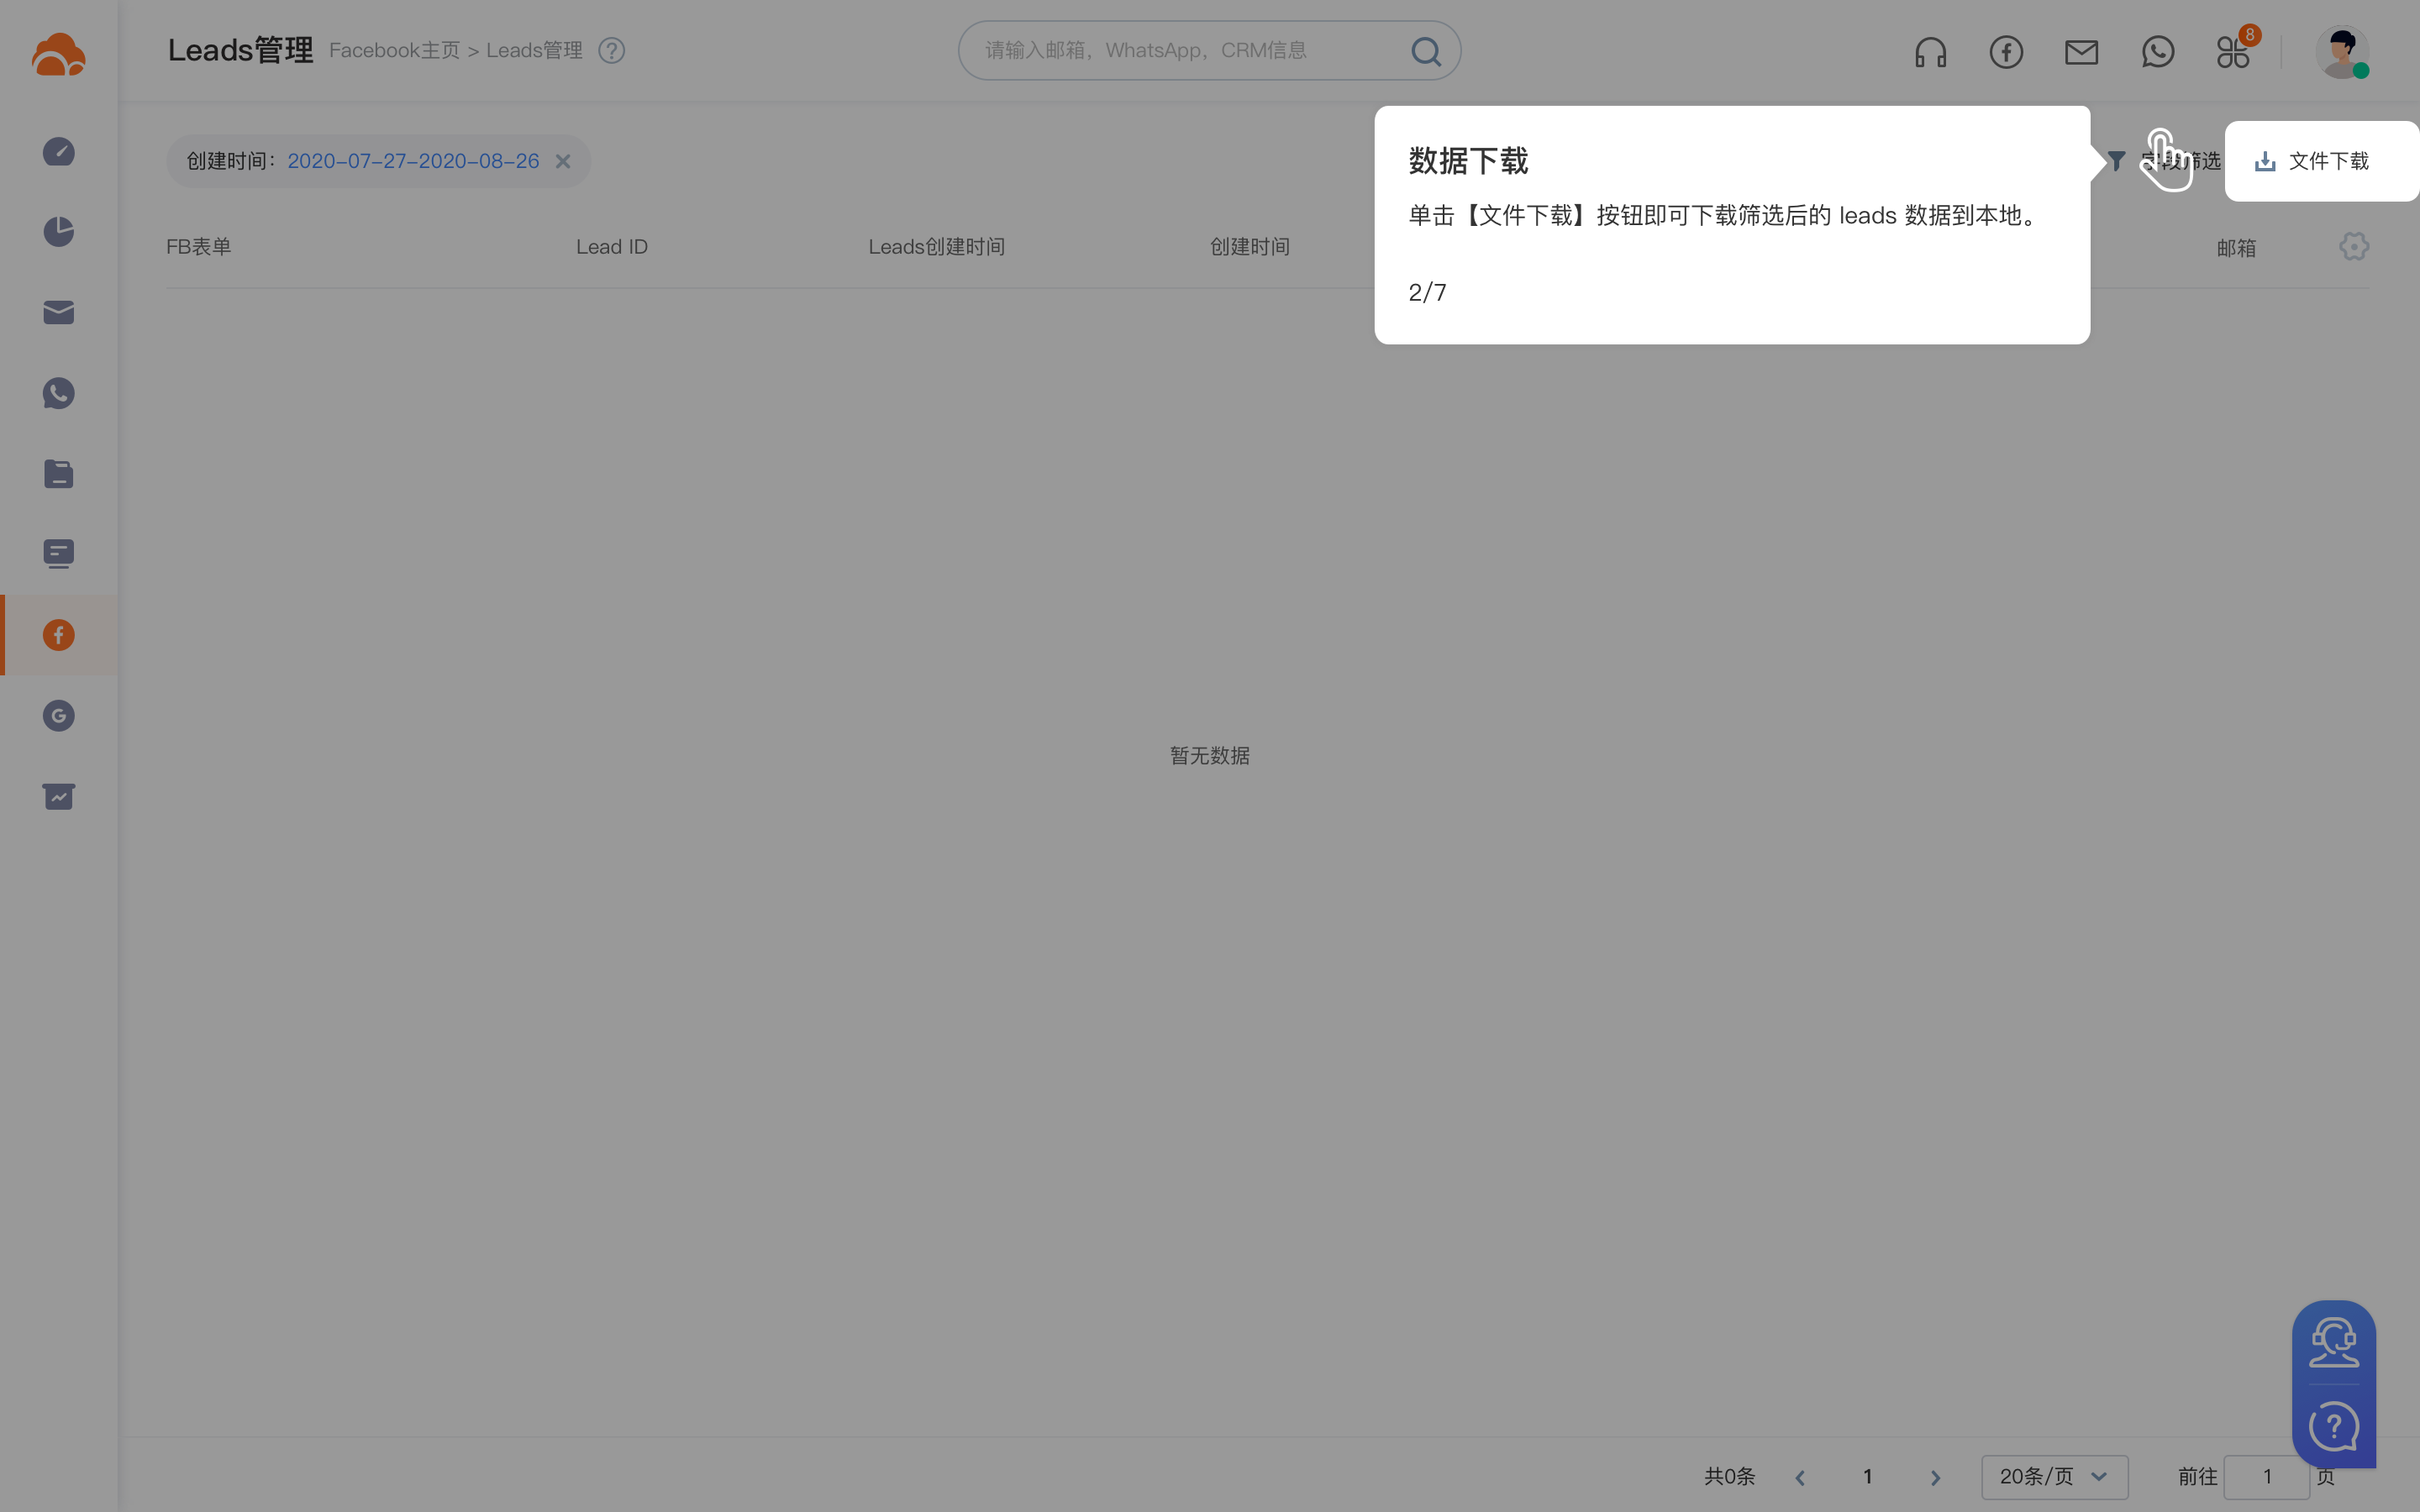 Leads管理 Facebook主页 > Leads管理
请输入邮箱，WhatsApp，CRM信息
8
创建时间：2020-07-27-2020-08-26
字段筛选
文件下载
数据下载
单击【文件下载】按钮即可下载筛选后的 leads 数据到本地。
2/7
FB表单 Lead ID Leads创建时间 创建时间 邮箱
暂无数据
共0条 1 20条/页 前往 1 页